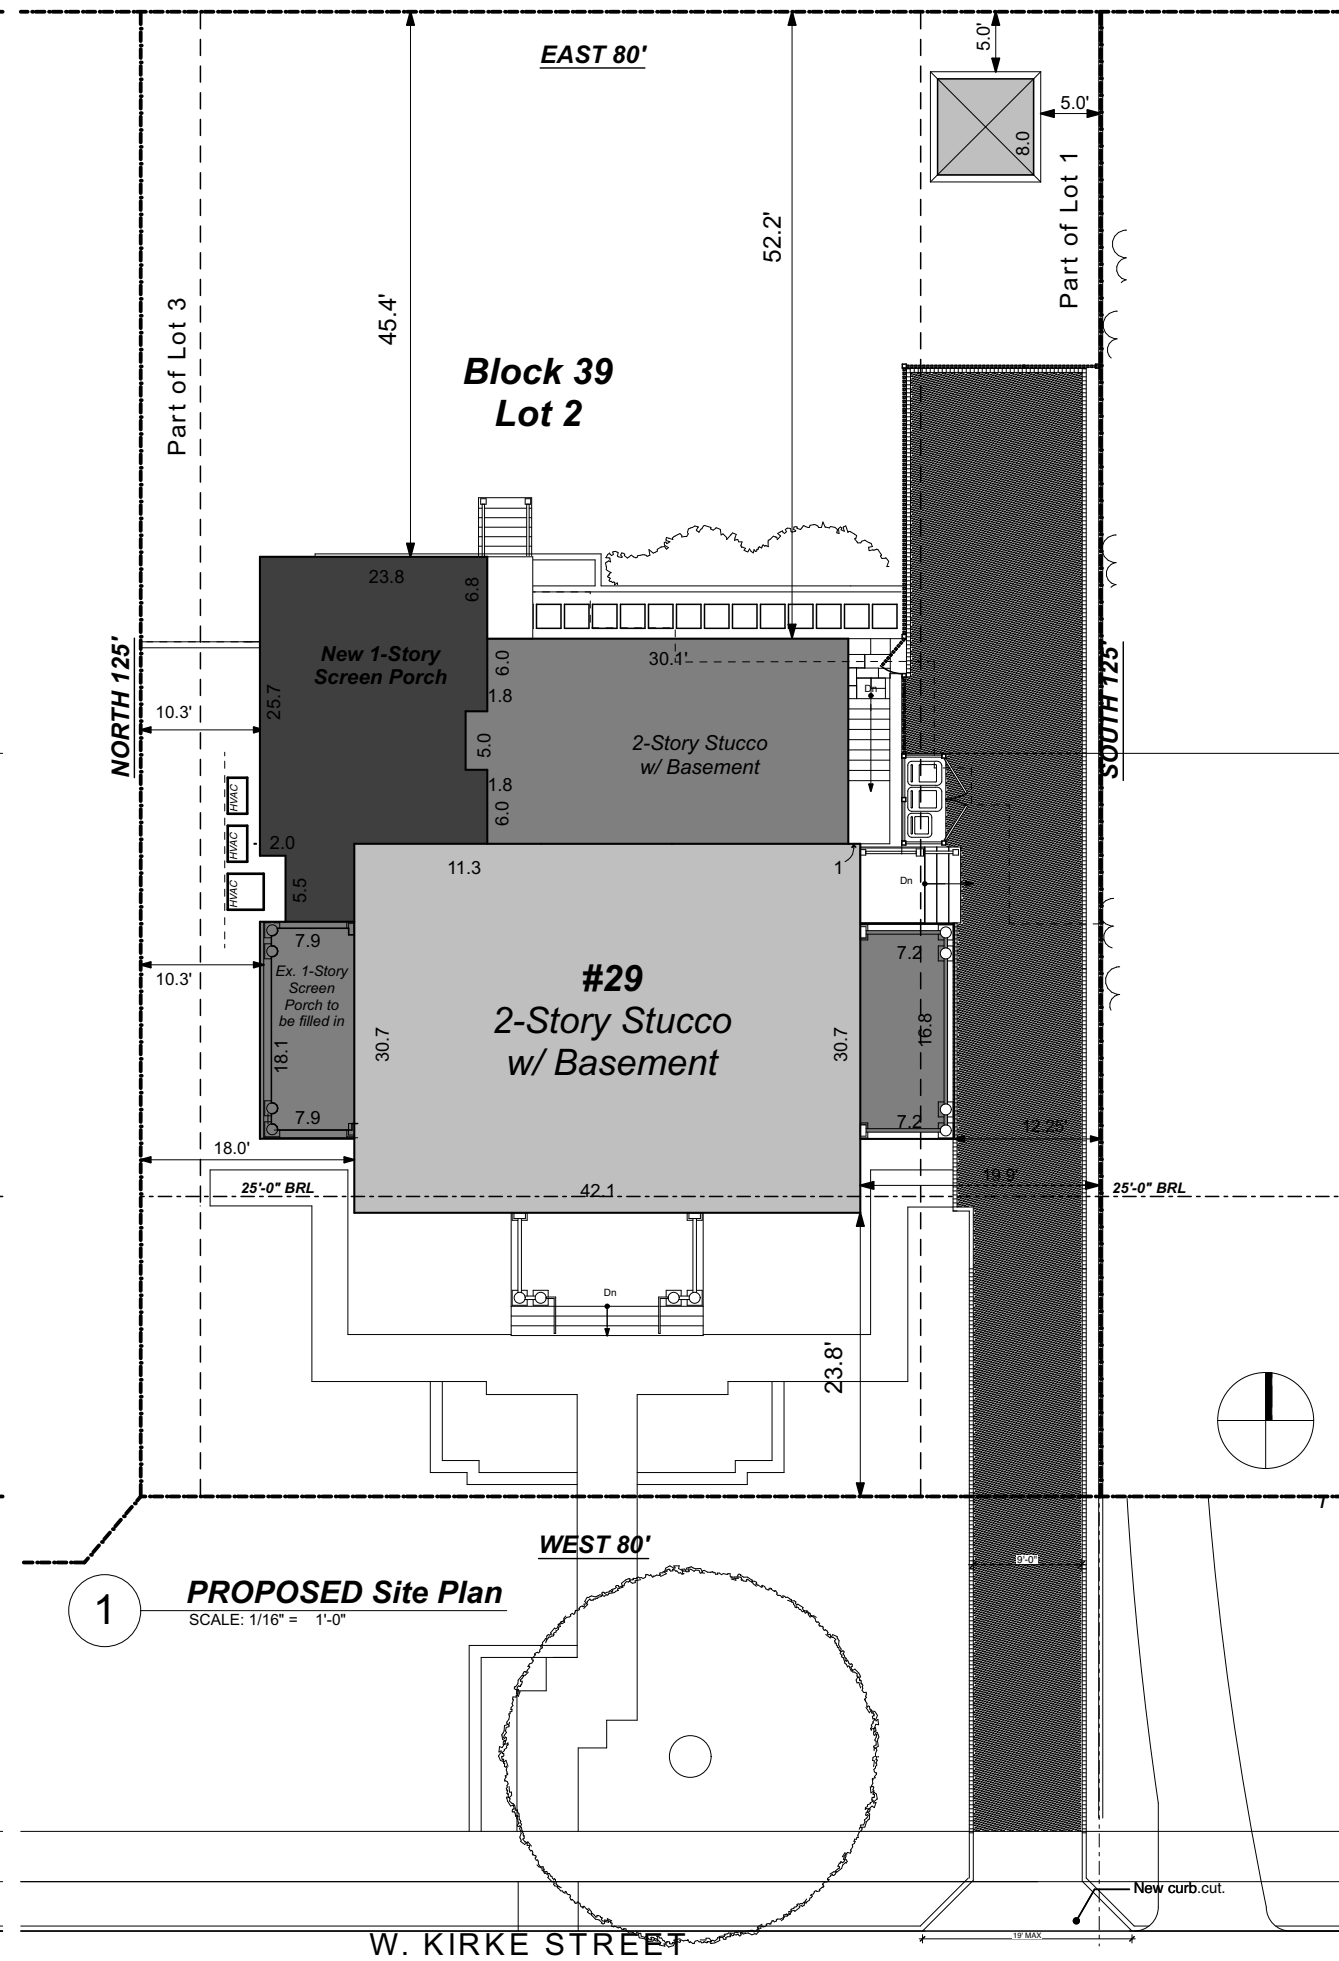 EAST 80'
5.0'
5.0'
8.0
Part of Lot 1
52.2'
45.4'
Part of Lot 3
Block 39
Lot 2
23.8
6.8
New 1-Story
Screen Porch
25.7
6.0
1.8
5.0
1.8
6.0
30.1'
2-Story Stucco
w/ Basement
Dn
NORTH 125'
SOUTH 125'
10.3'
HVAC
HVAC
HVAC
2.0
5.5
11.3
1
Dn
7.9
Ex. 1-Story
Screen
Porch to
be filled in
18.1
7.9
10.3'
30.7
#29
2-Story Stucco
w/ Basement
30.7
7.2
16.8
7.2
12.25'
18.0'
19.9'
25'-0" BRL
42.1
25'-0" BRL
Dn
23.8'
WEST 80'
9'-0"
1
PROPOSED Site Plan
SCALE: 1/16" = 1'-0"
New curb cut.
19' MAX
W. KIRKE STREET